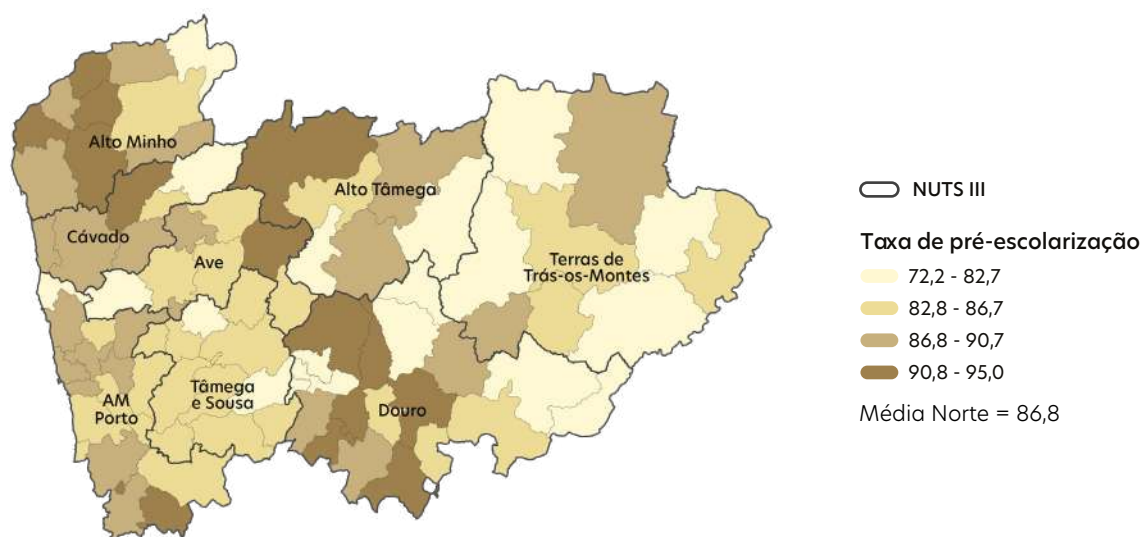 Alto Minho
Alto Tâmega
Cávado
Ave
Terras de
Trás-os-Montes
Tâmega
e Sousa
AM
Porto
Douro
NUTS III
Taxa de pré-escolarização
72,2 - 82,7
82,8 - 86,7
86,8 - 90,7
90,8 - 95,0
Média Norte = 86,8